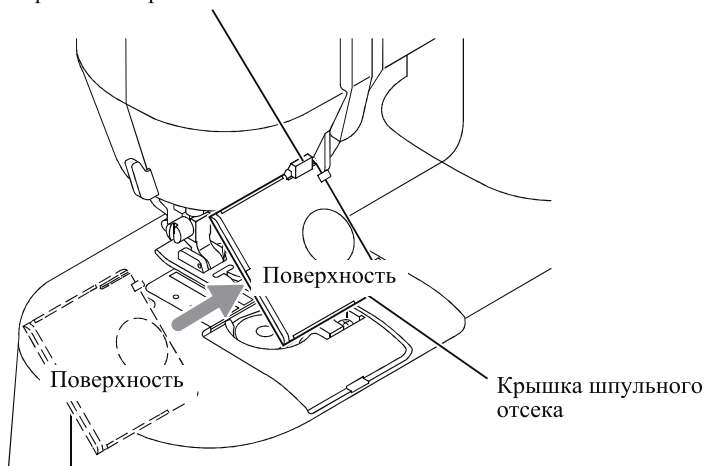 Поверхность
Поверхность
Крышка шпульного
отсека